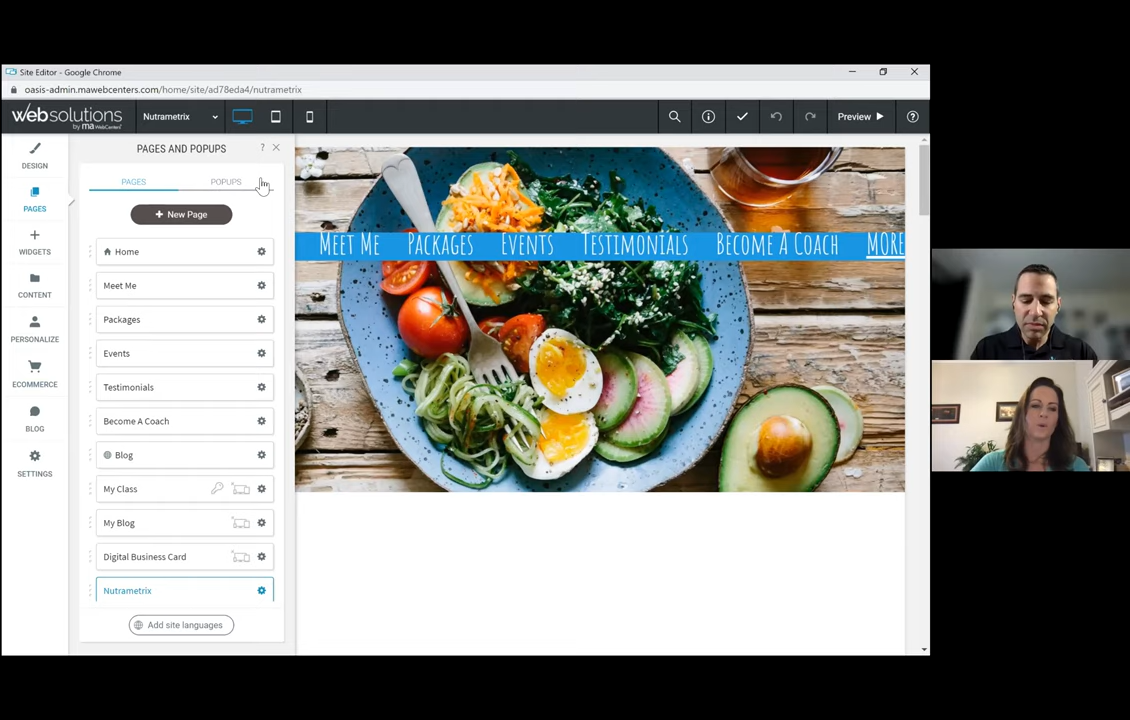 Site Editor - Google Chrome
oasis-admin.mawebcenters.com/home/site/ad78eda4/nutrametrix
websolutions
by ma WebCenters
Nutrametrix
Preview
DESIGN
PAGES
WIDGETS
CONTENT
PERSONALIZE
ECOMMERCE
BLOG
SETTINGS
PAGES AND POPUPS
?
PAGES POPUPS
+ New Page
Home
Meet Me
Packages
Events
Testimonials
Become A Coach
Blog
My Class
My Blog
Digital Business Card
Nutrametrix
Add site languages
MEET ME PACKAGES EVENTS TESTIMONIALS BECOME A COACH MORE